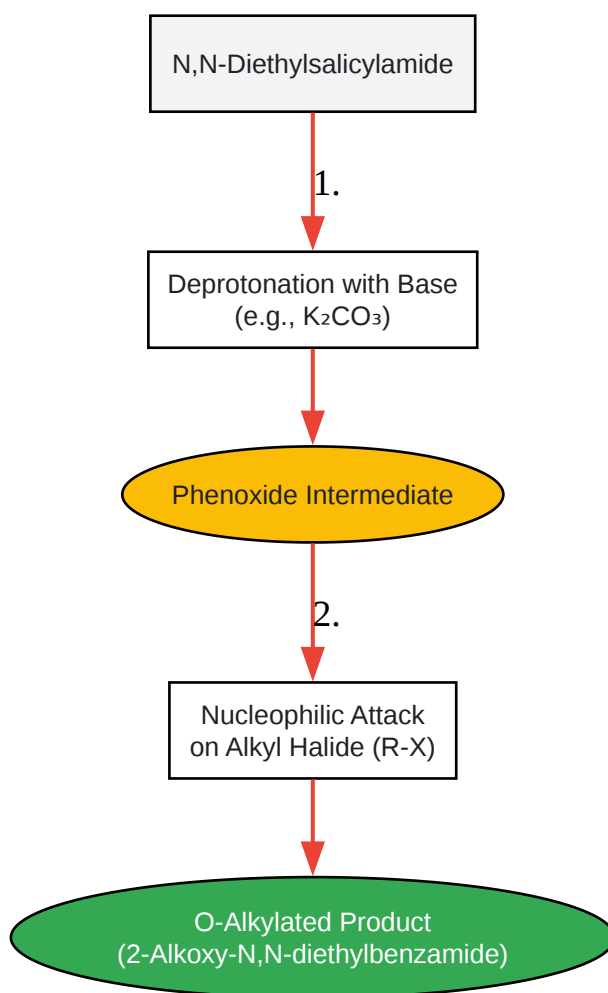 N,N-Diethylsalicylamide
1.
Deprotonation with Base
(e.g., K₂CO₃)
Phenoxide Intermediate
2.
Nucleophilic Attack
on Alkyl Halide (R-X)
O-Alkylated Product
(2-Alkoxy-N,N-diethylbenzamide)